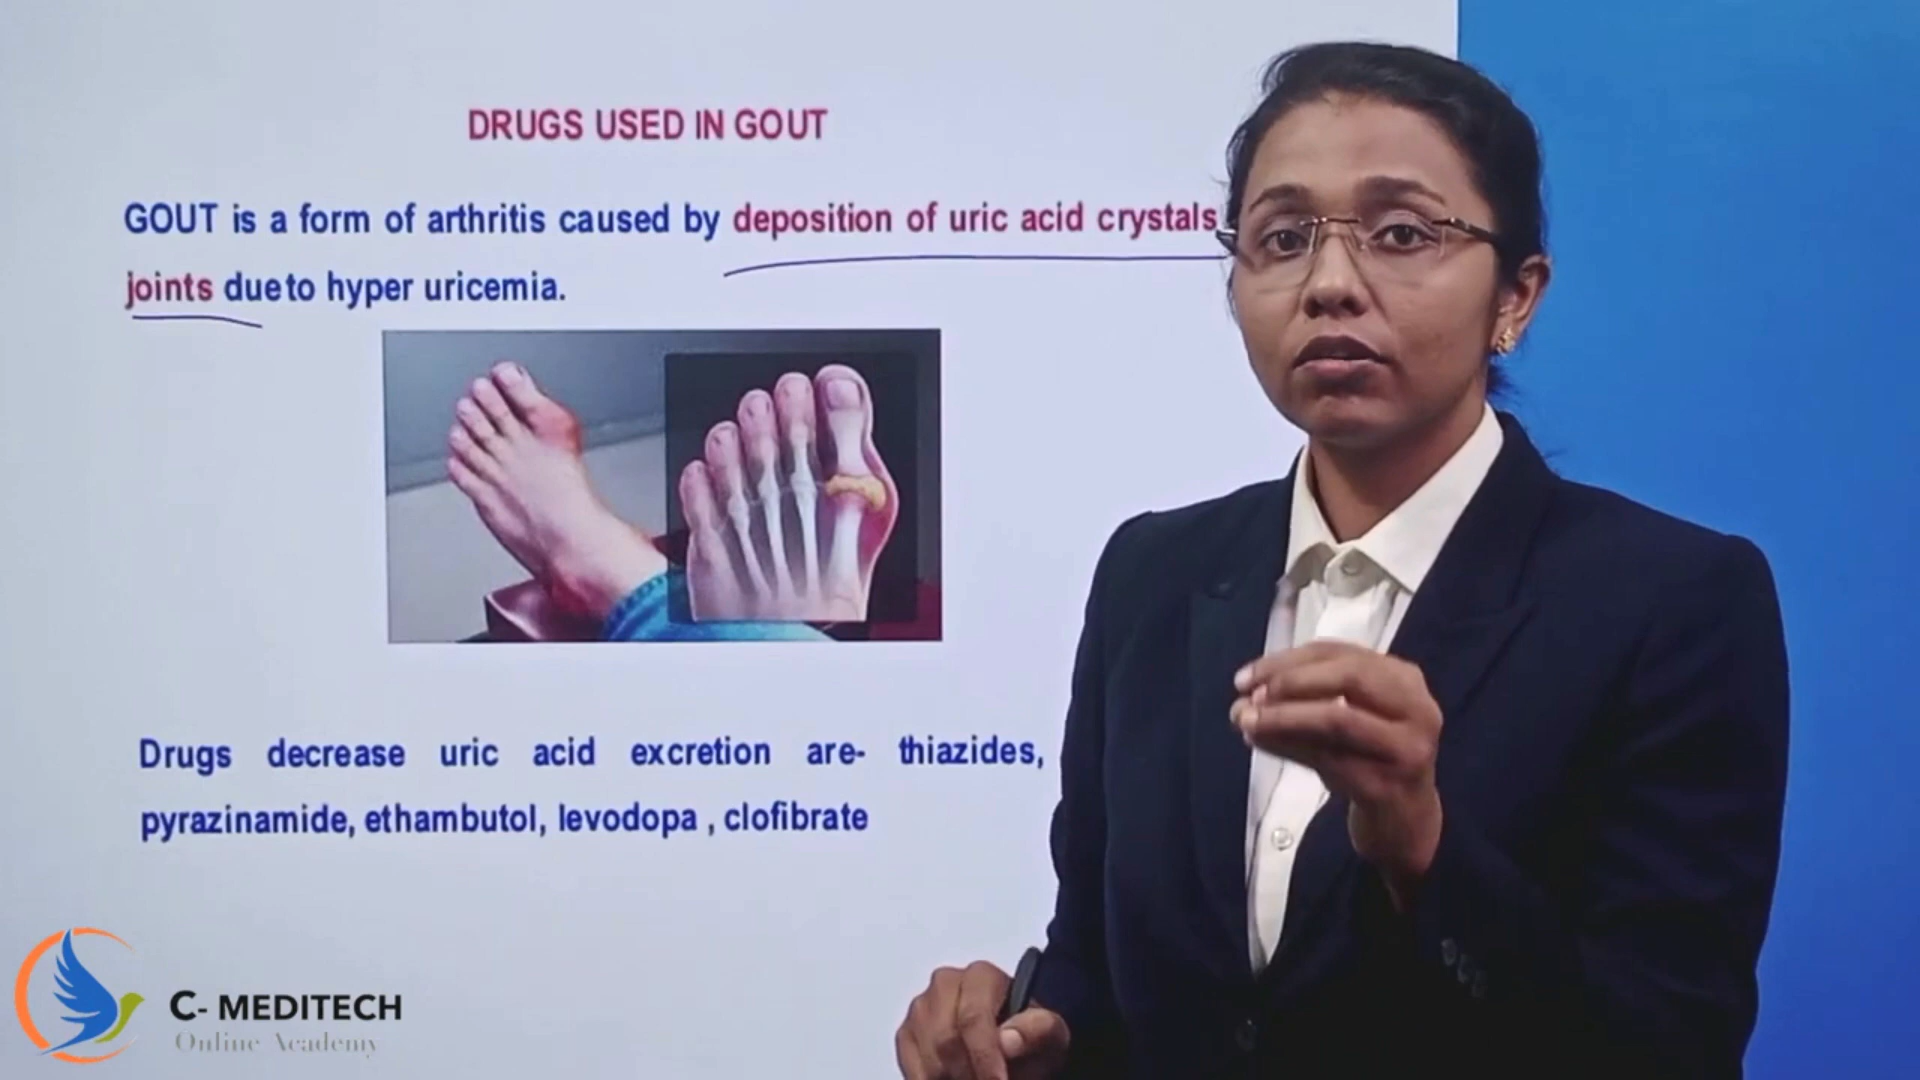 DRUGS USED IN GOUT
GOUT is a form of arthritis caused by deposition of uric acid crystals
joints due to hyper uricemia.
Drugs decrease uric acid excretion are- thiazides,
pyrazinamide, ethambutol, levodopa , clofibrate
C- MEDITECH
Online Academy